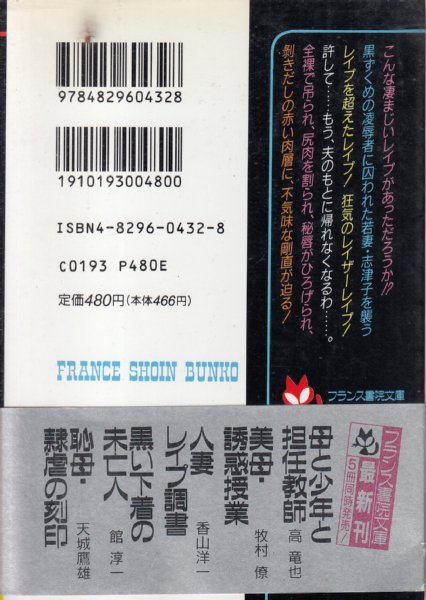 こんな凄まじいレイプがあっただろうか!!
黒ずくめの凌辱者に囚われた若妻・志津子を襲う
レイプを超えたレイプ!狂気のレイザーレイプ!
許して……もう、夫のもとに帰れなくなるわ……。
全裸で吊られ、尻肉を割られ、秘唇がひろげられ、
剝きだしの赤い肉層に、不気味な剛直が迫る!
9784829604328
1910193004800
ISBN4-8296-0432-8
C0193 P480E
定価480円(本体466円)
FRANCE SHOIN BUNKO
フランス書院文庫
フランス書院文庫
最新刊
5冊同時発売!
母と少年と
担任教師
高 竜也
美母・
誘惑授業
牧村 僚
人妻
レイプ調書
香山洋一
黒い下着の
未亡人
館 淳一
恥母・
隷虐の刻印
天城鷹雄